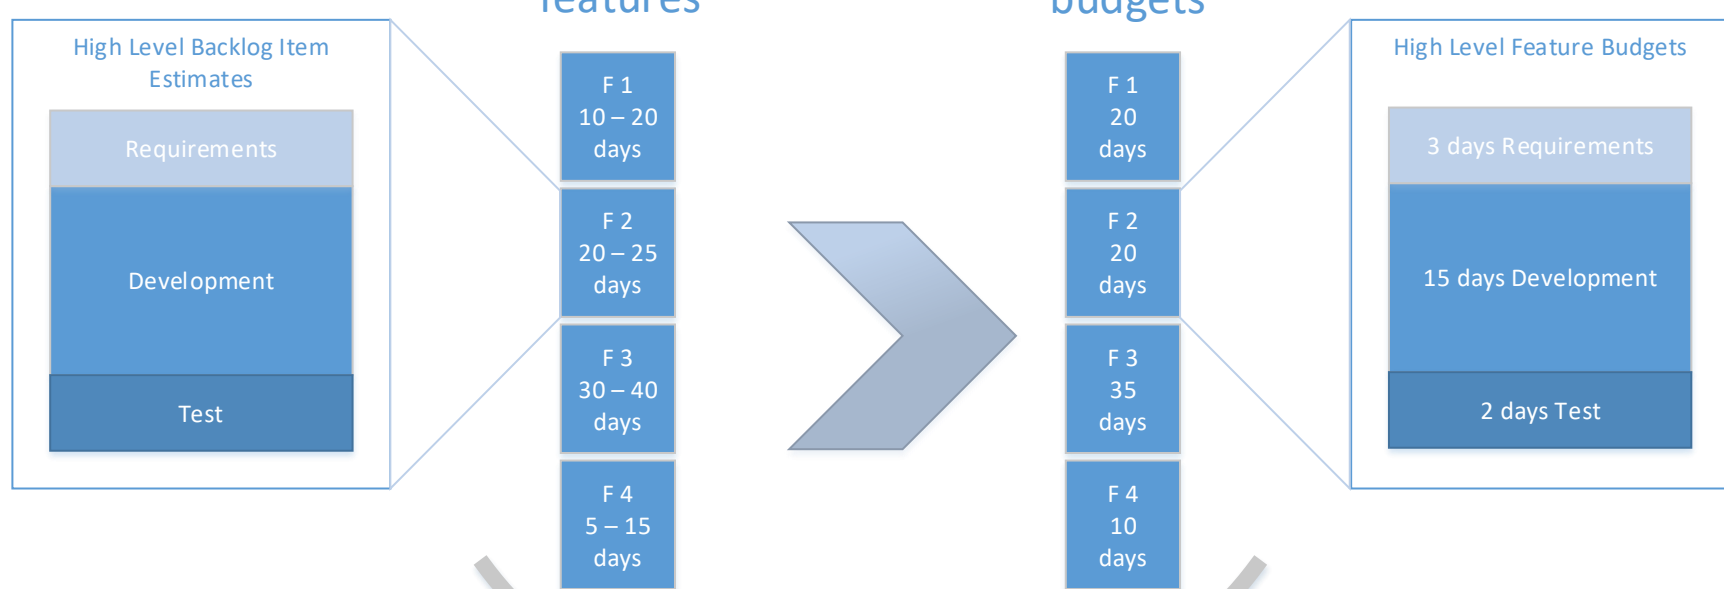 features
budgets
High Level Backlog Item
Estimates
Requirements
Development
Test
F 1
10 – 20
days
F 2
20 – 25
days
F 3
30 – 40
days
F 4
5 – 15
days
F 1
20
days
F 2
20
days
F 3
35
days
F 4
10
days
High Level Feature Budgets
3 days Requirements
15 days Development
2 days Test